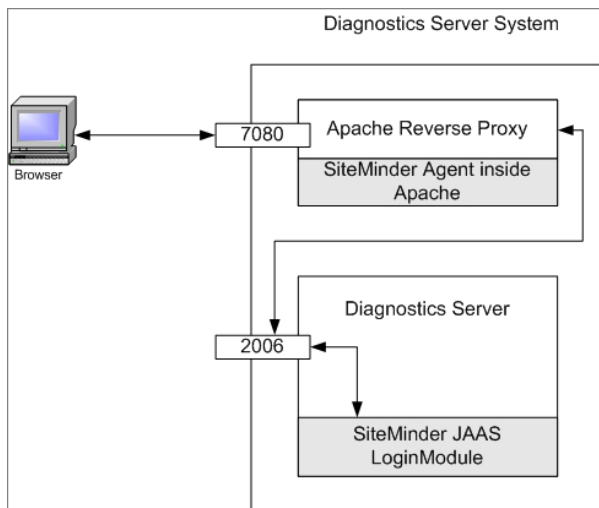 Diagnostics Server System
7080
Apache Reverse Proxy
SiteMinder Agent inside
Apache
Browser
Diagnostics Server
2006
SiteMinder JAAS
LoginModule